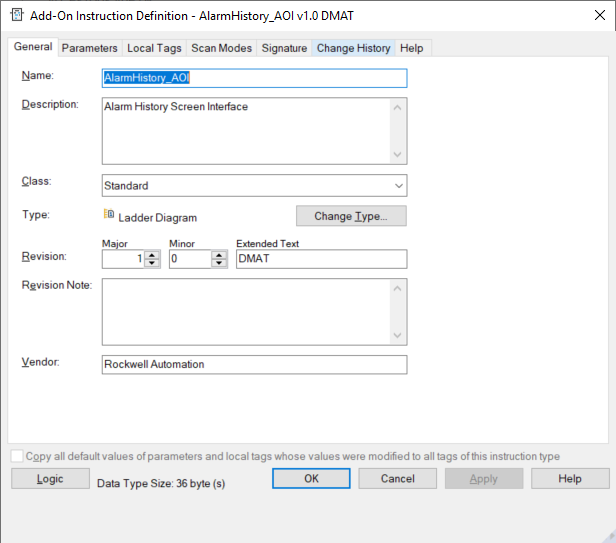 Add-On Instruction Definition - AlarmHistory_AOI v1.0 DMAT
General Parameters Local Tags Scan Modes Signature Change History Help
Name: AlarmHistory_AOI
Description: Alarm History Screen Interface
Class: Standard
Type: Ladder Diagram Change Type...
Major Minor Extended Text
Revision: 1 0 DMAT
Revision Note:
Vendor: Rockwell Automation
Copy all default values of parameters and local tags whose values were modified to all tags of this instruction type
Logic Data Type Size: 36 byte (s) OK Cancel Apply Help